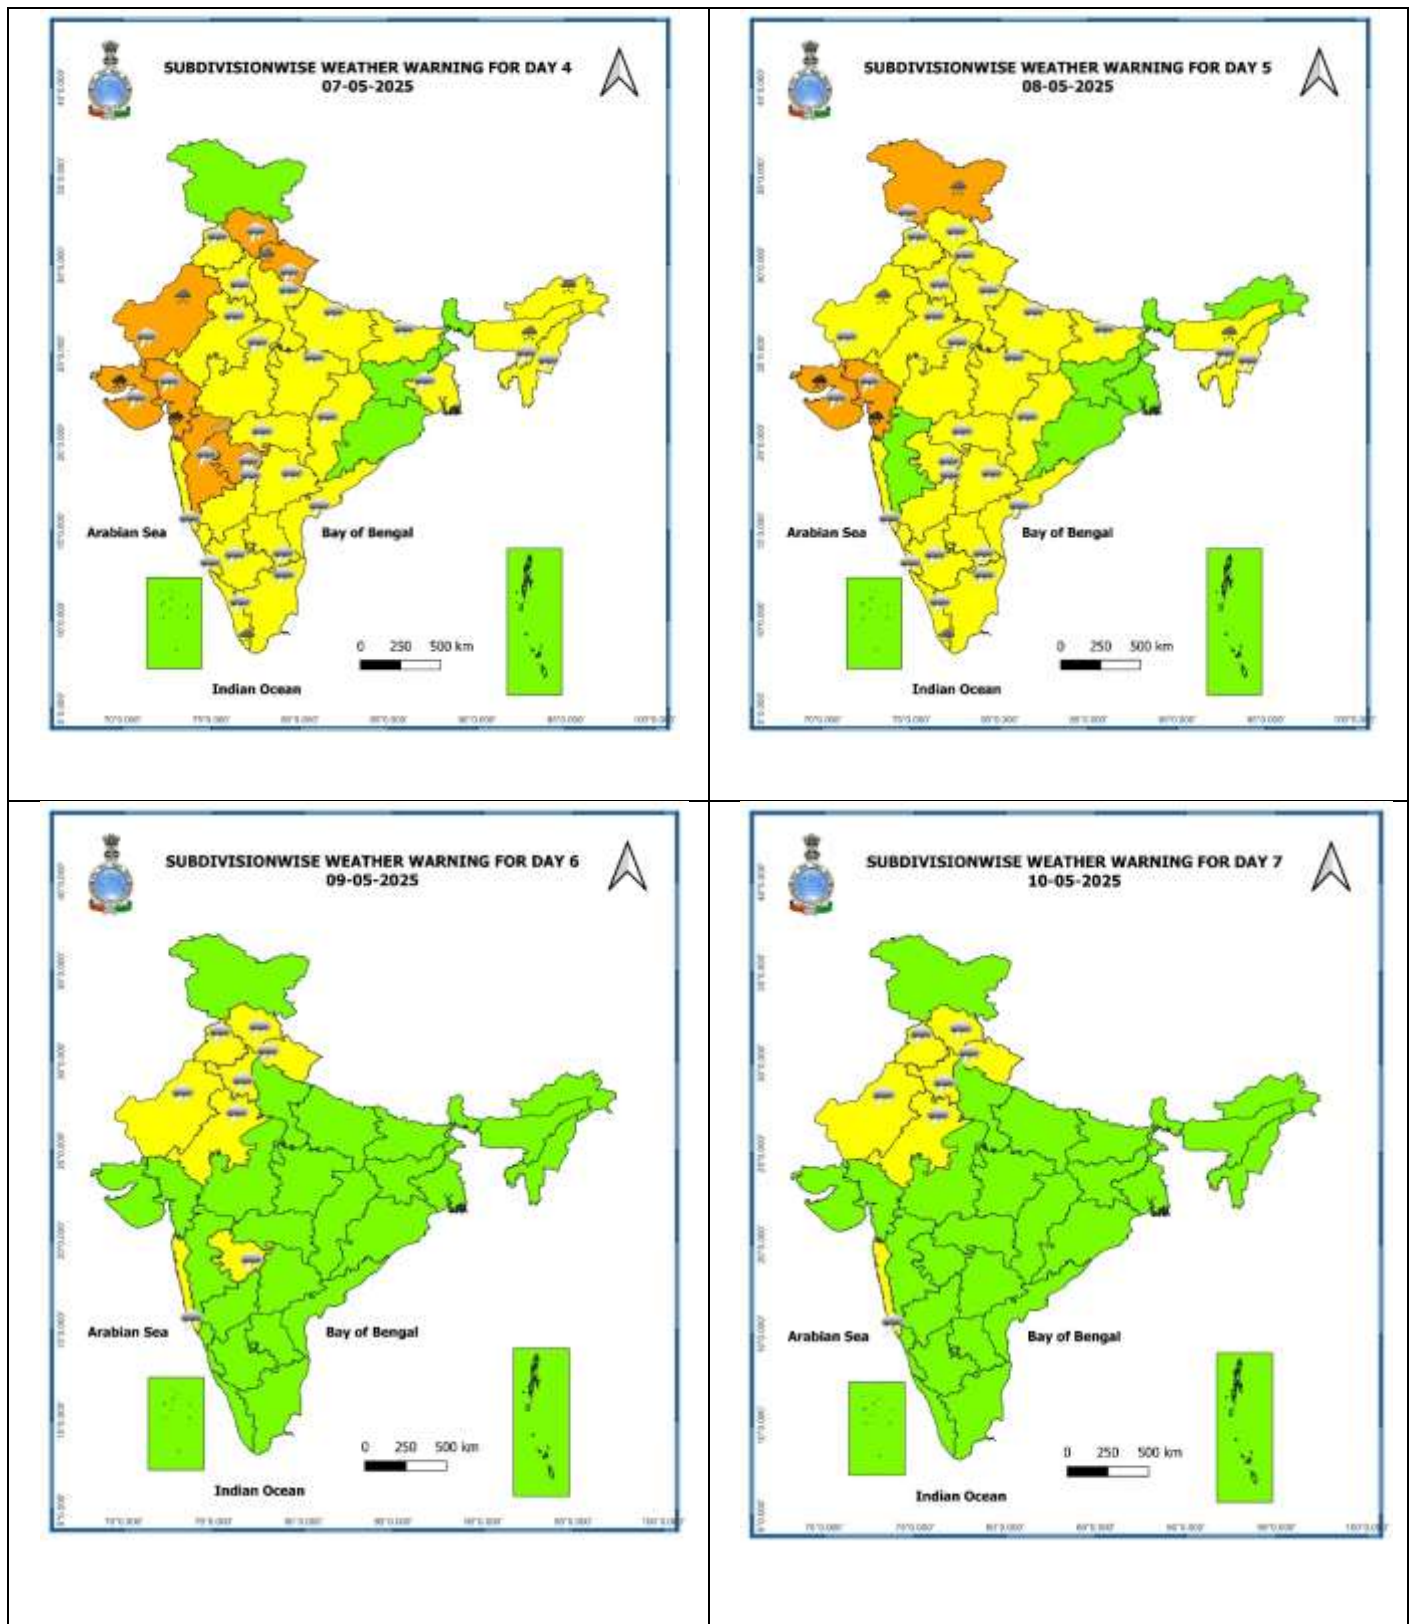 SUBDIVISIONWISE WEATHER WARNING FOR DAY 4
07-05-2025
Arabian Sea
Bay of Bengal
0 250 500 km
Indian Ocean
SUBDIVISIONWISE WEATHER WARNING FOR DAY 5
08-05-2025
Arabian Sea
Bay of Bengal
0 250 500 km
Indian Ocean
SUBDIVISIONWISE WEATHER WARNING FOR DAY 6
09-05-2025
Arabian Sea
Bay of Bengal
0 250 500 km
Indian Ocean
SUBDIVISIONWISE WEATHER WARNING FOR DAY 7
10-05-2025
Arabian Sea
Bay of Bengal
0 250 500 km
Indian Ocean